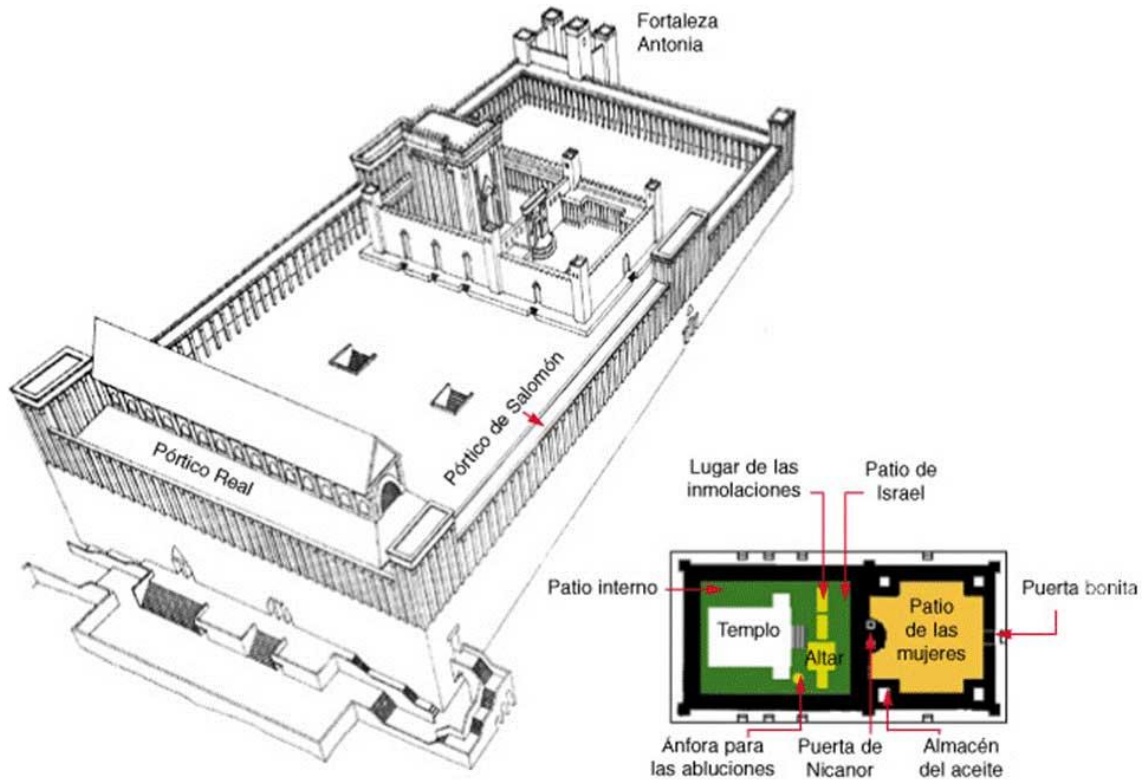 Fortaleza
Antonia
Pórtico de Salomón
Pórtico Real
Lugar de las
inmolaciones
Patio de
Israel
Patio interno
Puerta bonita
Templo
Altar
Patio
de las
mujeres
Ánfora para
las abluciones
Puerta de
Nicanor
Almacén
del aceite